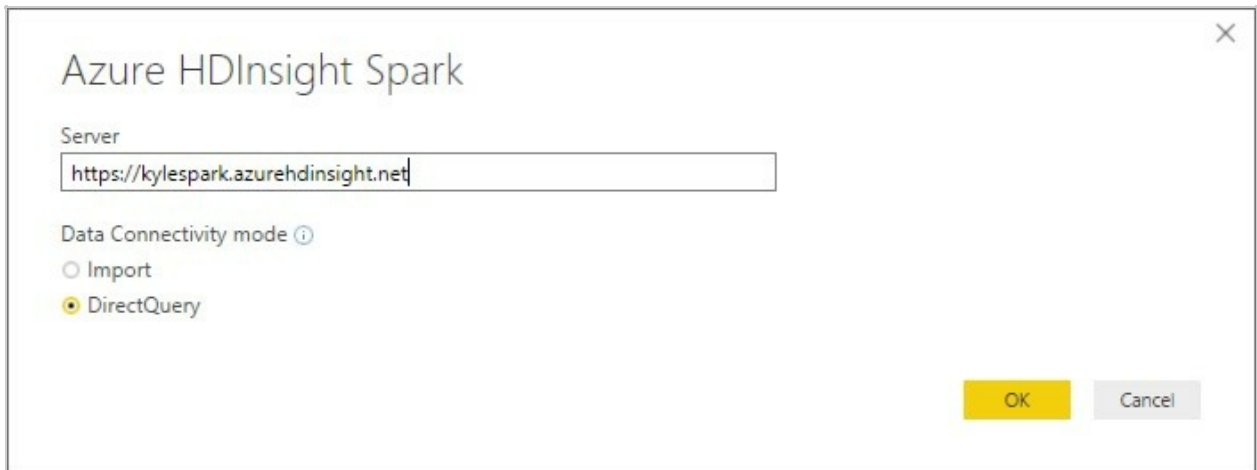 Azure HDInsight Spark
Server
https://kylespark.azurehdinsight.net
Data Connectivity mode
Import
DirectQuery
OK Cancel